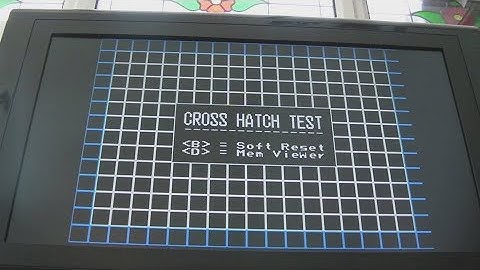 CROSS HATCH TEST
<B> = Soft Reset
<D> = Mem Viewer